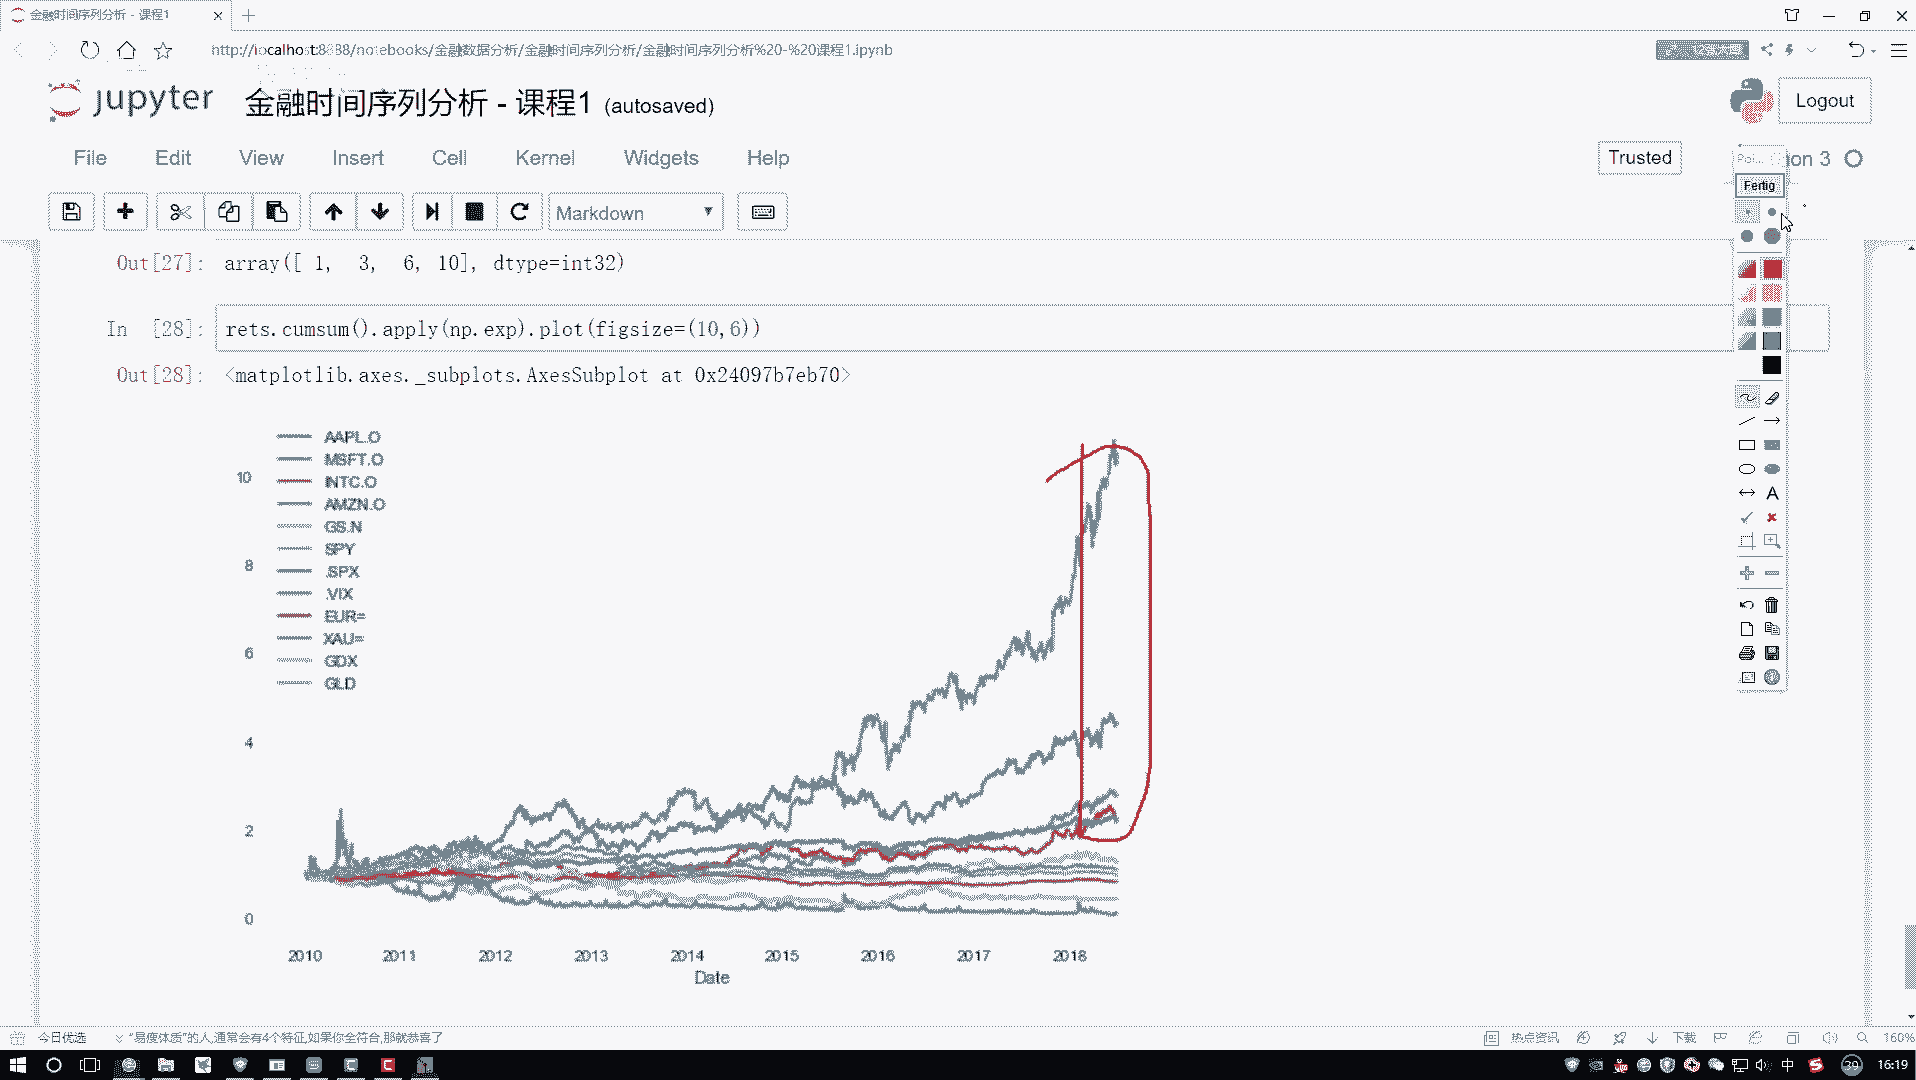 金融时间序列分析 - 课程1
http://localhost:8888/notebooks/金融数据分析/金融时间序列分析/金融时间序列分析%20-%20课程1.ipynb
jupyter
金融时间序列分析 - 课程1 (autosaved)
Logout
File Edit View Insert Cell Kernel Widgets Help
Trusted
on 3
Fertig
Markdown
Out[27]: array([ 1, 3, 6, 10], dtype=int32)
In [28]: rets.cumsum().apply(np.exp).plot(figsize=(10,6))
Out[28]: <matplotlib.axes._subplots.AxesSubplot at 0x24097b7eb70>
AAPL.O
MSFT.O
INTC.O
AMZN.O
GS.N
SPY
.SPX
.VIX
EUR=
XAU=
GDX
GLD
10
8
6
4
2
0
2010 2011 2012 2013 2014 2015 2016 2017 2018
Date
A
今日优选
“易瘦体质”的人,通常会有4个特征,如果你全符合,那就恭喜了
热点资讯
下载
160%
中
39
16:19